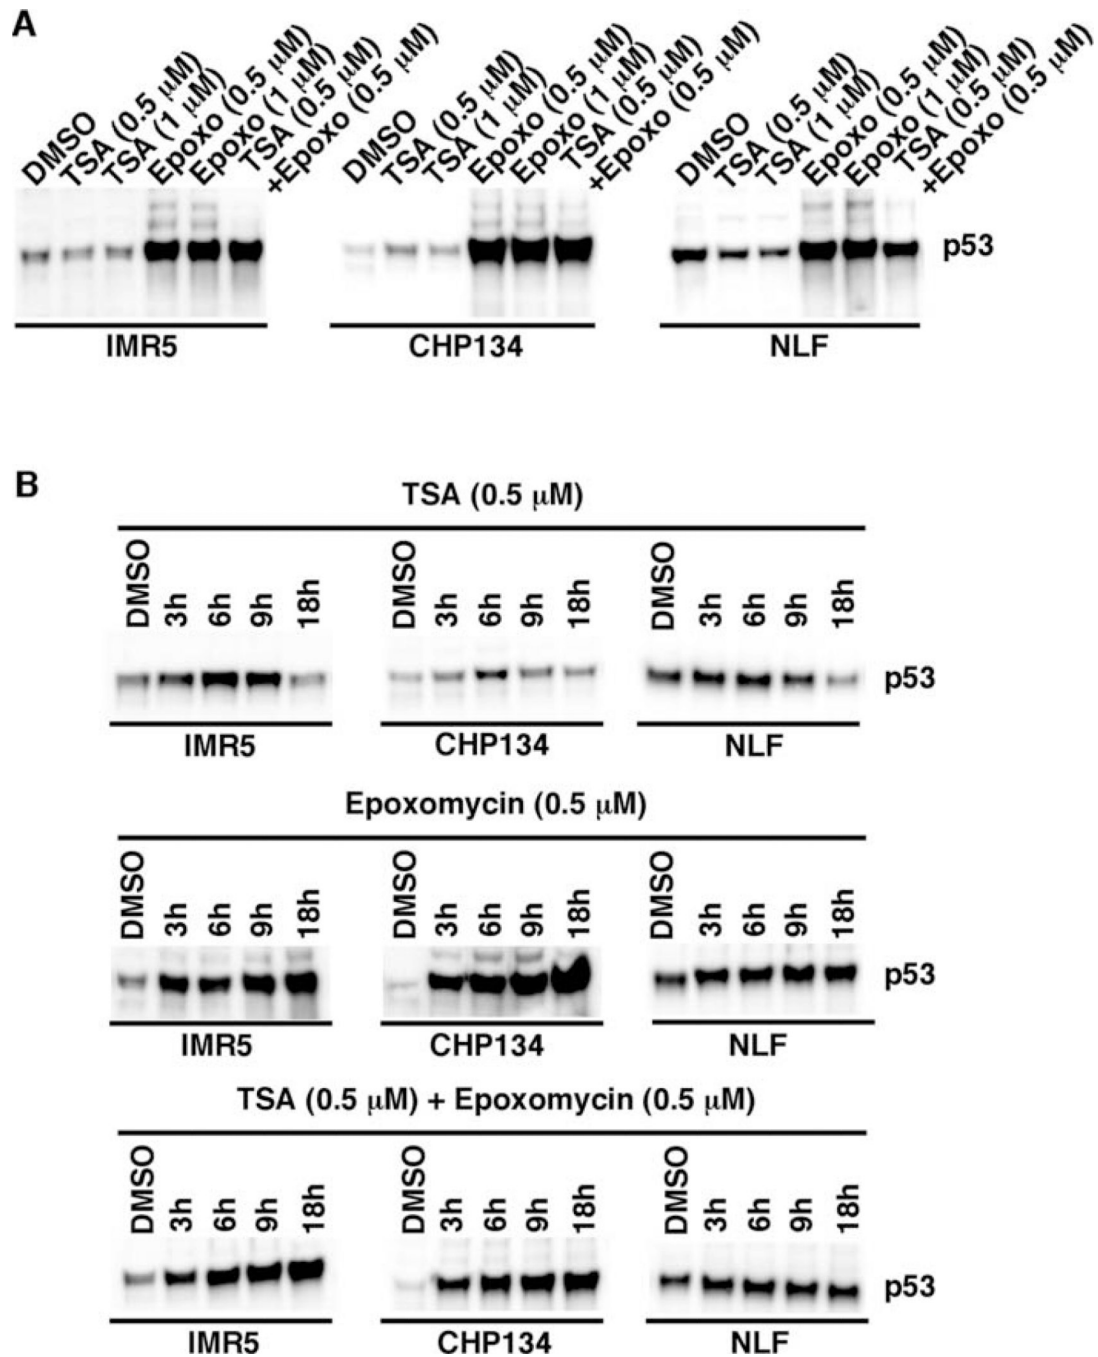 A
DMSO
TSA (0.5 μM)
TSA (1 μM)
Epoxo (0.5 μM)
Epoxo (1 μM)
TSA (0.5 μM)
+Epoxo (0.5 μM)
DMSO
TSA (0.5 μM)
TSA (1 μM)
Epoxo (0.5 μM)
Epoxo (1 μM)
TSA (0.5 μM)
+Epoxo (0.5 μM)
DMSO
TSA (0.5 μM)
TSA (1 μM)
Epoxo (0.5 μM)
Epoxo (1 μM)
TSA (0.5 μM)
+Epoxo (0.5 μM)
p53
IMR5 CHP134 NLF
B
TSA (0.5 μM)
DMSO 3h 6h 9h 18h DMSO 3h 6h 9h 18h DMSO 3h 6h 9h 18h
p53
IMR5 CHP134 NLF
Epoxomycin (0.5 μM)
DMSO 3h 6h 9h 18h DMSO 3h 6h 9h 18h DMSO 3h 6h 9h 18h
p53
IMR5 CHP134 NLF
TSA (0.5 μM) + Epoxomycin (0.5 μM)
DMSO 3h 6h 9h 18h DMSO 3h 6h 9h 18h DMSO 3h 6h 9h 18h
p53
IMR5 CHP134 NLF